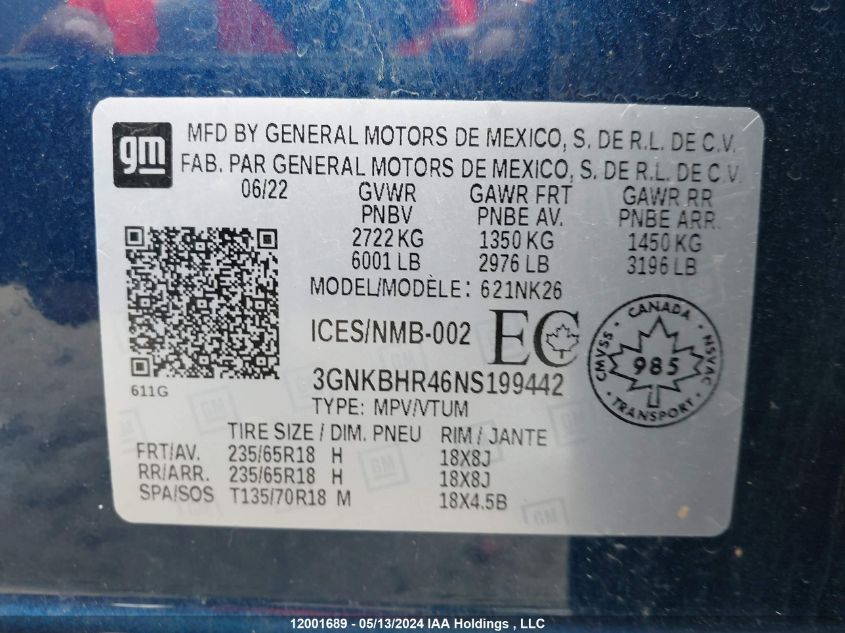 gm
MFD BY GENERAL MOTORS DE MEXICO, S. DE R.L. DE C.V.
FAB. PAR GENERAL MOTORS DE MEXICO, S. DE R.L. DE C.V.
06/22 GVWR GAWR FRT GAWR RR
PNBV PNBE AV. PNBE ARR.
2722 KG 1350 KG 1450 KG
6001 LB 2976 LB 3196 LB
MODEL/MODÈLE: 621NK26
ICES/NMB-002 EC
CANADA
CMVSS 985 NSVAC
TRANSPORT
3GNKBHR46NS199442
611G
TYPE: MPV/VTUM
TIRE SIZE / DIM. PNEU RIM / JANTE
FRT/AV. 235/65R18 H 18X8J
RR/ARR. 235/65R18 H 18X8J
SPA/SOS T135/70R18 M 18X4.5B
GM
GM
GM
GM
12001689 - 05/13/2024 IAA Holdings , LLC